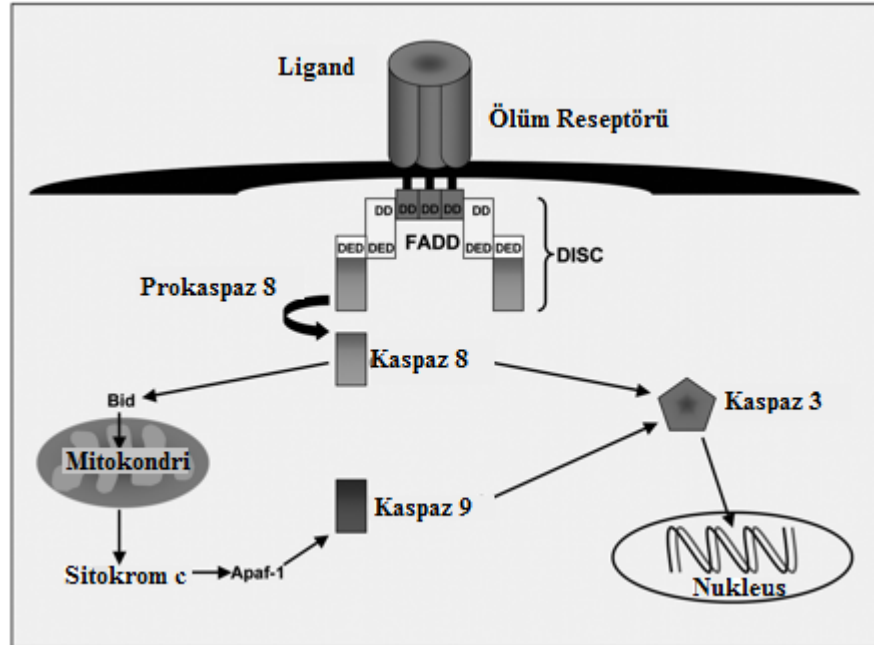 Ligand
Ölüm Reseptörü
DD DD DD DD DD
FADD
DED DED DED DED
DISC
Prokaspaz 8
Kaspaz 8
Bid
Kaspaz 3
Mitokondri
Kaspaz 9
Sitokrom c
Apaf-1
Nukleus